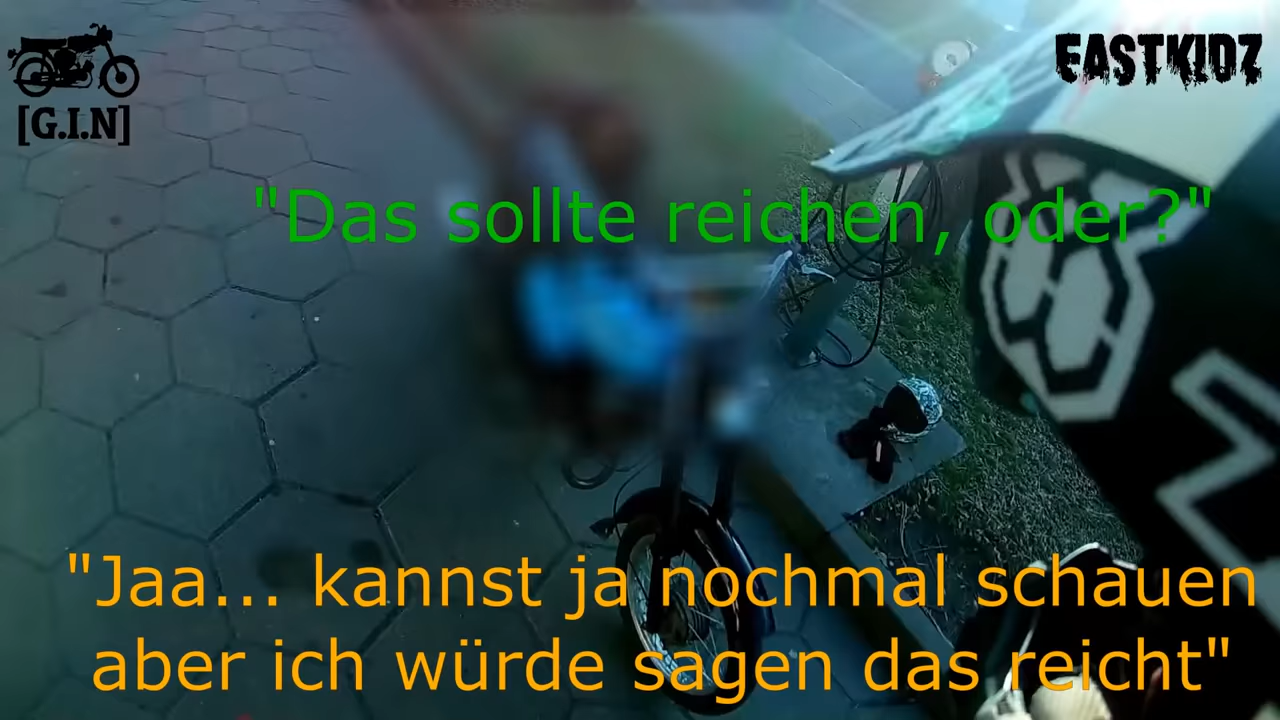 EASTKIDZ
[G.I.N]
"Das sollte reichen, oder?"
"Jaa... kannst ja nochmal schauen
aber ich würde sagen das reicht"